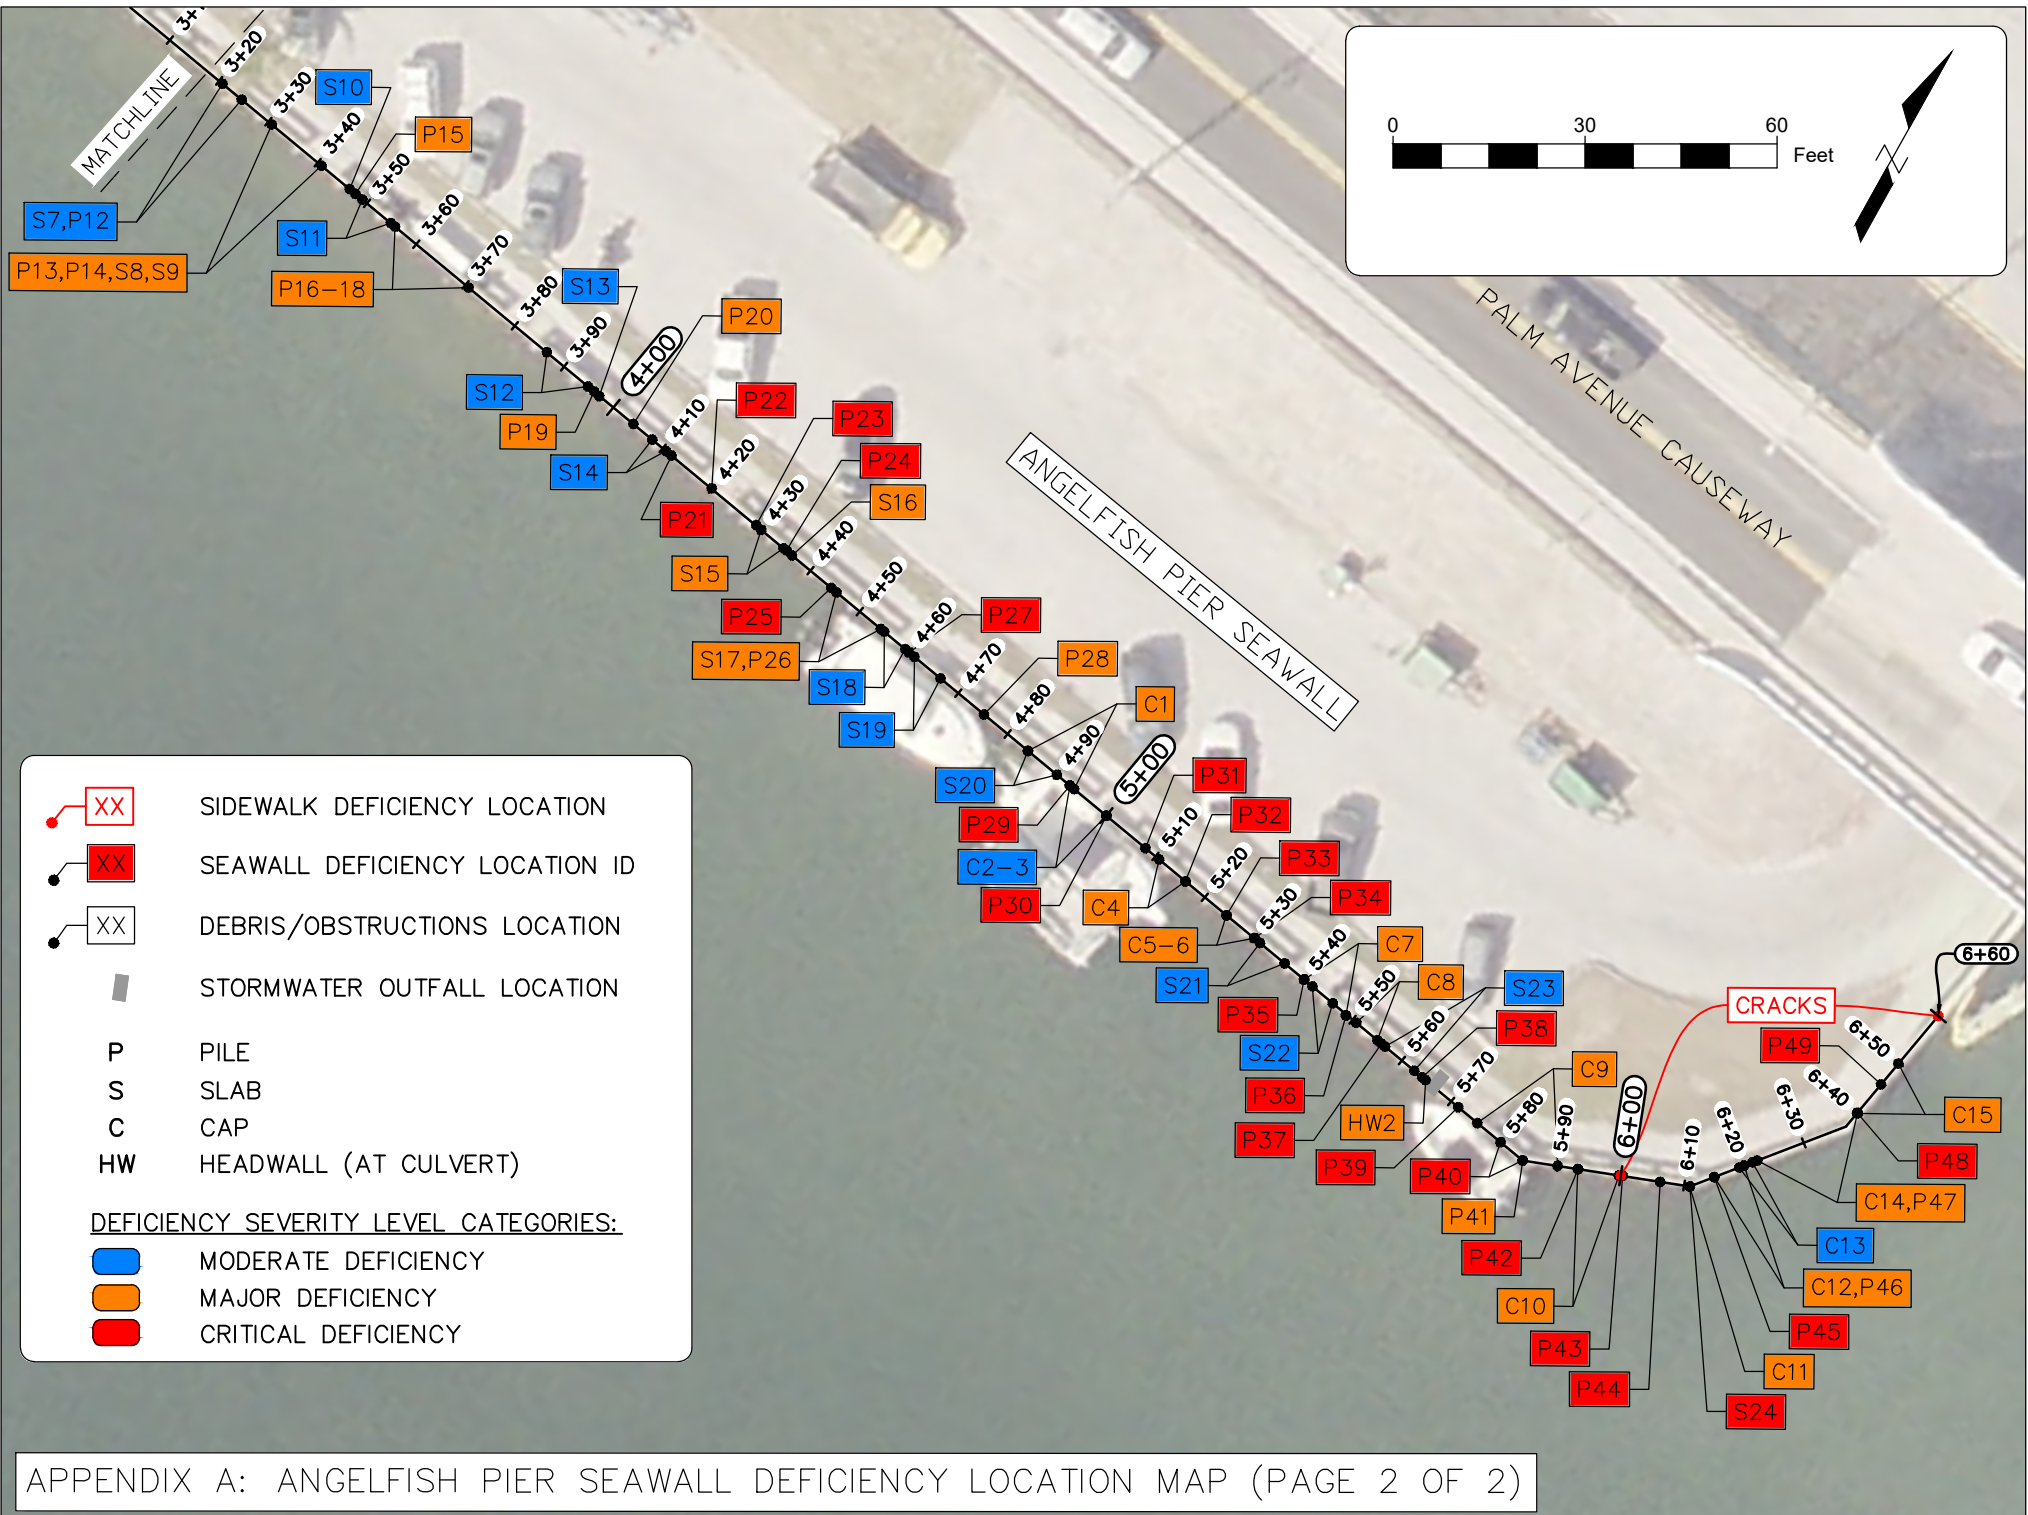 3+20
3+30
3+40
3+50
3+60
3+70
3+80
3+90
4+00
4+10
4+20
4+30
4+40
4+50
4+60
4+70
4+80
4+90
5+00
5+10
5+20
5+30
5+40
5+50
5+60
5+70
5+80
5+90
6+00
6+10
6+20
6+30
6+40
6+50
6+60
MATCHLINE
S10
P15
S7,P12
S11
P13,P14,S8,S9
P16-18
S13
P20
S12
P19
P22
P23
S14
P24
S16
P21
S15
P25
P27
S17,P26
P28
S18
C1
S19
S20
P31
P29
P32
C2-3
P33
P30
C4
P34
C5-6
C7
S21
C8
S23
P35
P38
S22
C9
P36
HW2
P37
P39
P40
P41
P42
C10
P43
P44
CRACKS
P49
C15
P48
C14,P47
C13
C12,P46
P45
C11
S24
0 30 60
Feet
PALM AVENUE CAUSEWAY
ANGELFISH PIER SEAWALL
XX SIDEWALK DEFICIENCY LOCATION
XX SEAWALL DEFICIENCY LOCATION ID
XX DEBRIS/OBSTRUCTIONS LOCATION
STORMWATER OUTFALL LOCATION
P PILE
S SLAB
C CAP
HW HEADWALL (AT CULVERT)
DEFICIENCY SEVERITY LEVEL CATEGORIES:
MODERATE DEFICIENCY
MAJOR DEFICIENCY
CRITICAL DEFICIENCY
APPENDIX A: ANGELFISH PIER SEAWALL DEFICIENCY LOCATION MAP (PAGE 2 OF 2)